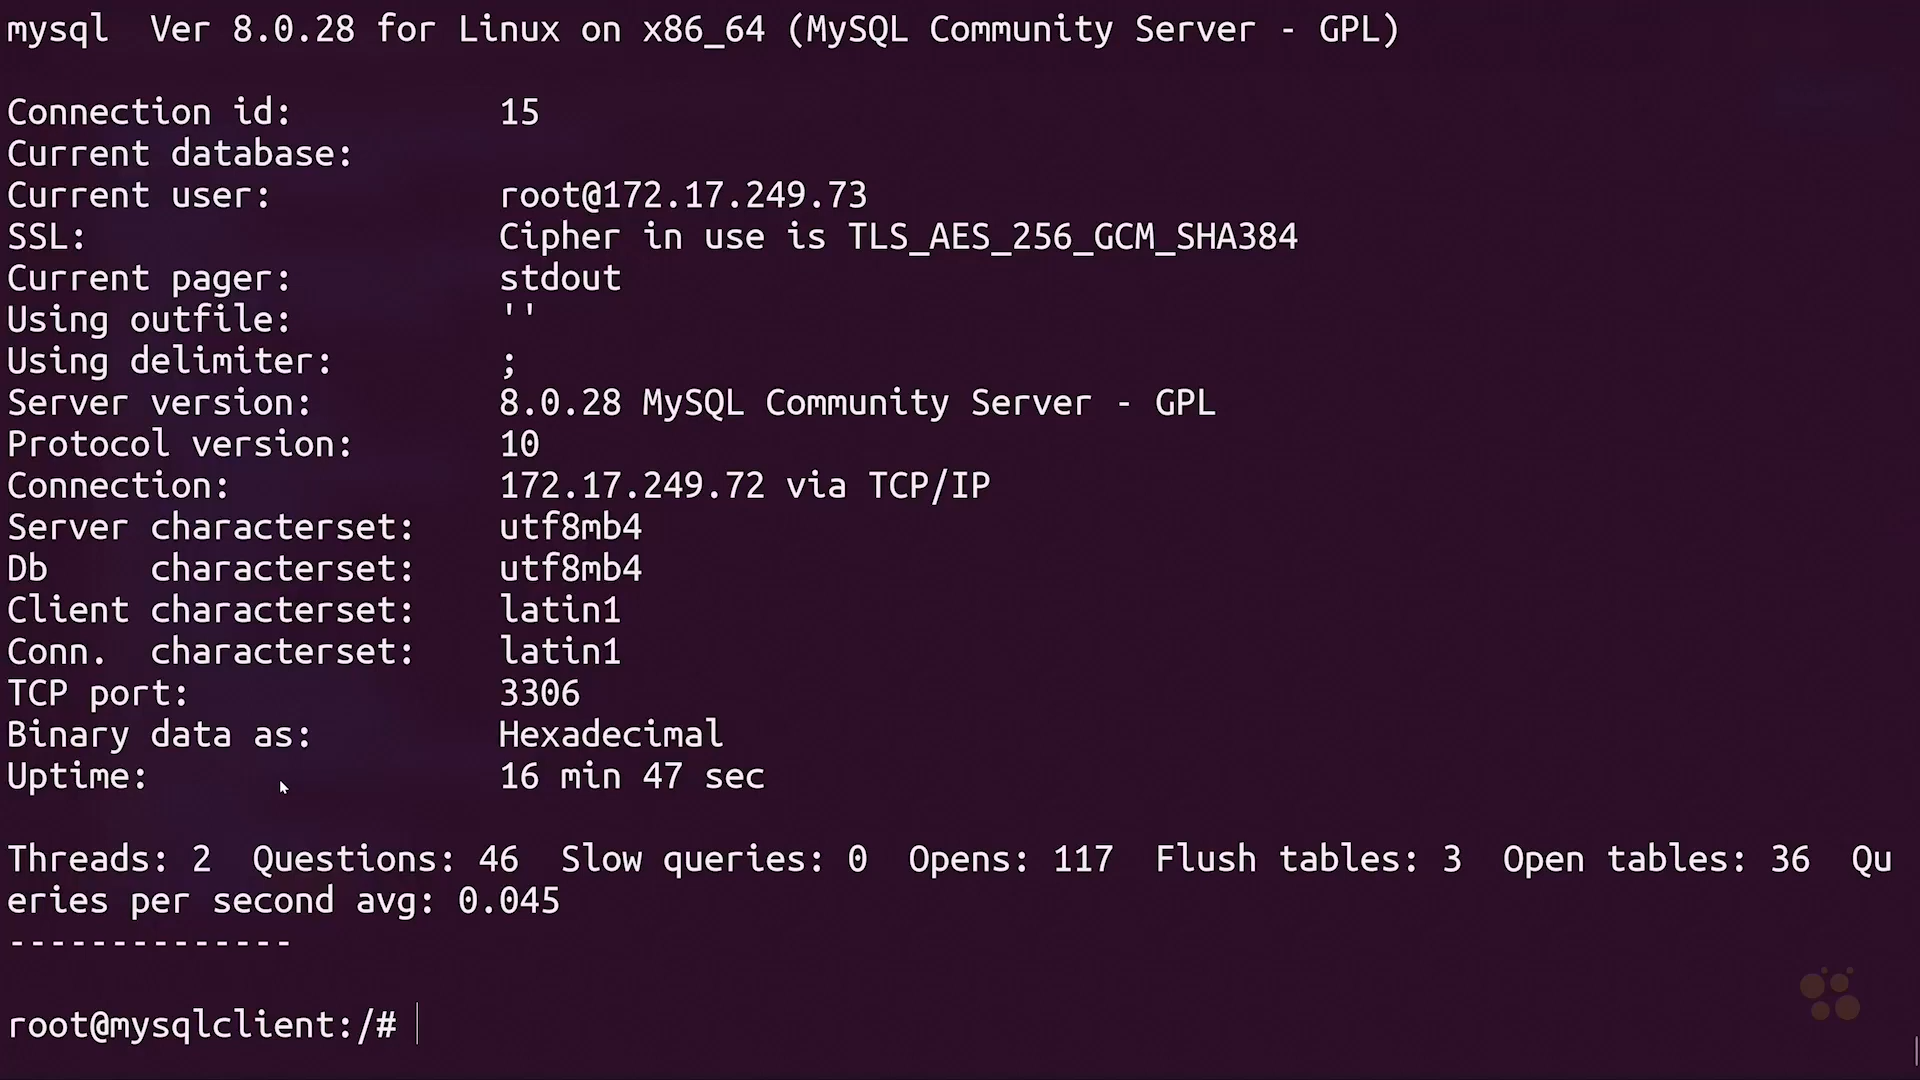 mysql  Ver 8.0.28 for Linux on x86_64 (MySQL Community Server - GPL)
Connection id:          15
Current database:
Current user:           root@172.17.249.73
SSL:                    Cipher in use is TLS_AES_256_GCM_SHA384
Current pager:          stdout
Using outfile:          ''
Using delimiter:        ;
Server version:         8.0.28 MySQL Community Server - GPL
Protocol version:       10
Connection:             172.17.249.72 via TCP/IP
Server characterset:    utf8mb4
Db     characterset:    utf8mb4
Client characterset:    latin1
Conn.  characterset:    latin1
TCP port:               3306
Binary data as:         Hexadecimal
Uptime:                 16 min 47 sec
Threads: 2  Questions: 46  Slow queries: 0  Opens: 117  Flush tables: 3  Open tables: 36  Qu
eries per second avg: 0.045
--------------
root@mysqlclient:/#